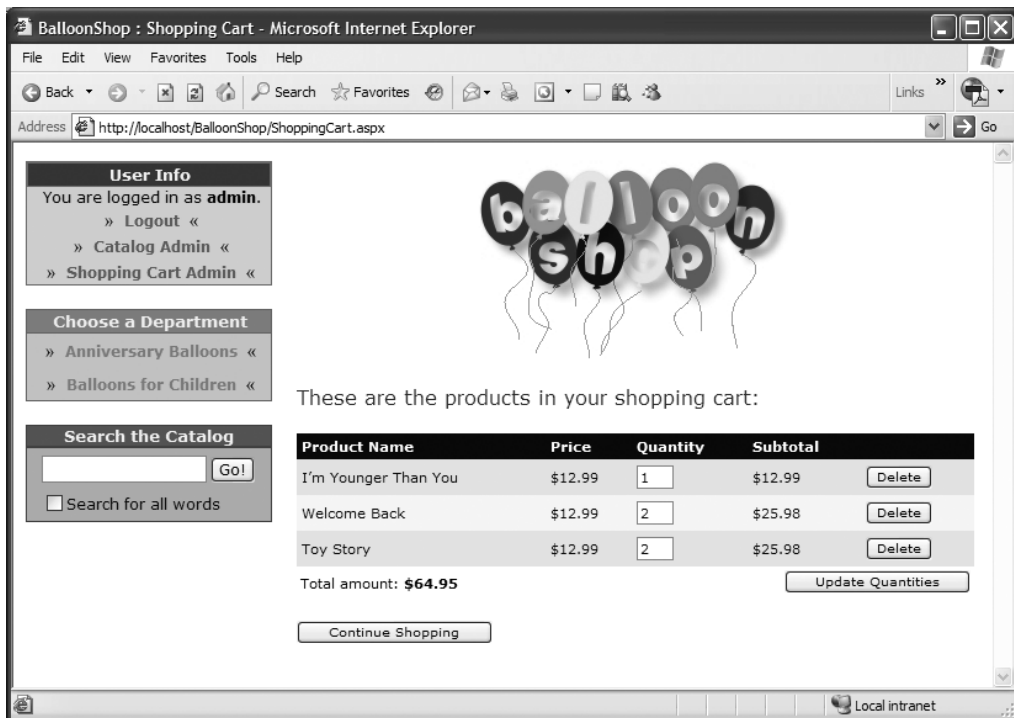 BalloonShop : Shopping Cart - Microsoft Internet Explorer
File Edit View Favorites Tools Help
Back Search Favorites Links »
Address http://localhost/BalloonShop/ShoppingCart.aspx Go
User Info
You are logged in as admin.
» Logout «
» Catalog Admin «
» Shopping Cart Admin «
Choose a Department
» Anniversary Balloons «
» Balloons for Children «
Search the Catalog
Go!
Search for all words
balloon
shop
These are the products in your shopping cart:
Product Name Price Quantity Subtotal
I'm Younger Than You $12.99 1 $12.99 Delete
Welcome Back $12.99 2 $25.98 Delete
Toy Story $12.99 2 $25.98 Delete
Total amount: $64.95 Update Quantities
Continue Shopping
Local intranet